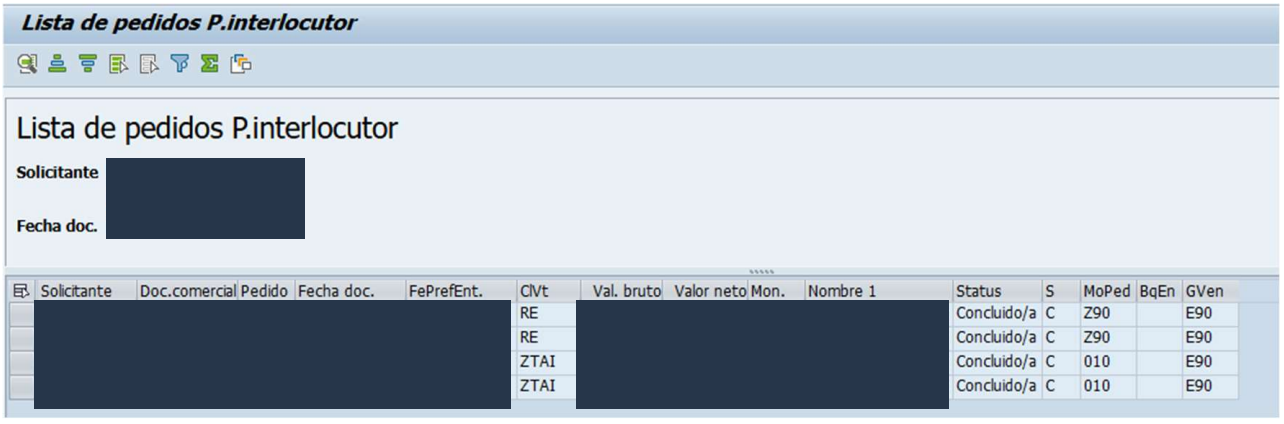 Lista de pedidos P.interlocutor
Lista de pedidos P.interlocutor
Solicitante
Fecha doc.
Solicitante Doc.comercial Pedido Fecha doc. FePrefEnt. ClVt Val. bruto Valor neto Mon. Nombre 1 Status S MoPed BqEn GVen
RE Concluido/a C Z90 E90
RE Concluido/a C Z90 E90
ZTAI Concluido/a C 010 E90
ZTAI Concluido/a C 010 E90